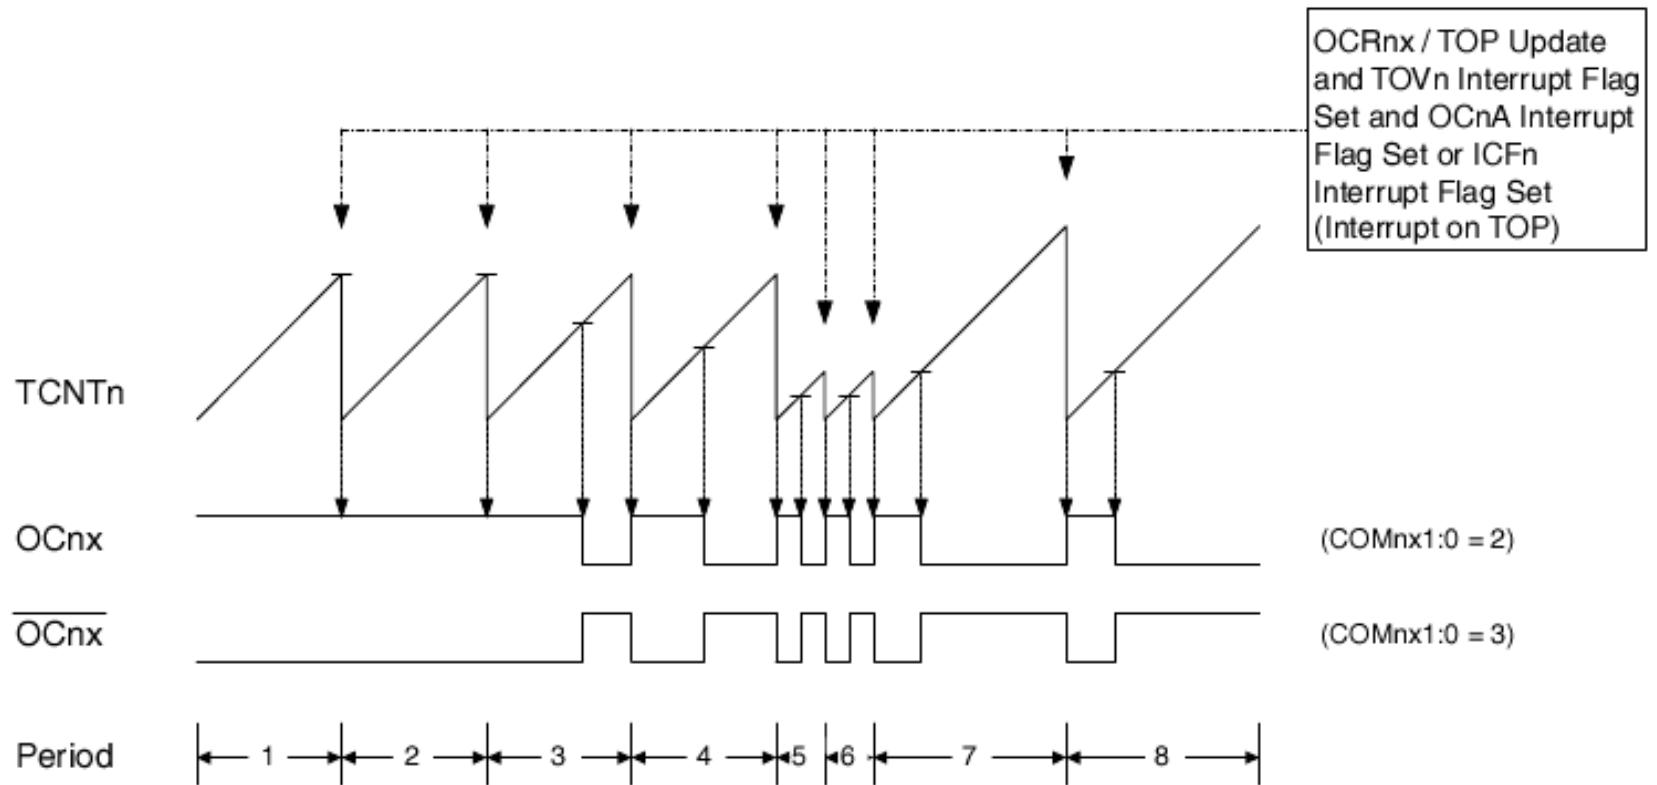 OCRnx / TOP Update
and TOVn Interrupt Flag
Set and OCnA Interrupt
Flag Set or ICFn
Interrupt Flag Set
(Interrupt on TOP)
TCNTn
OCnx
(COMnx1:0 = 2)
OCnx
(COMnx1:0 = 3)
Period
1
2
3
4
5
6
7
8